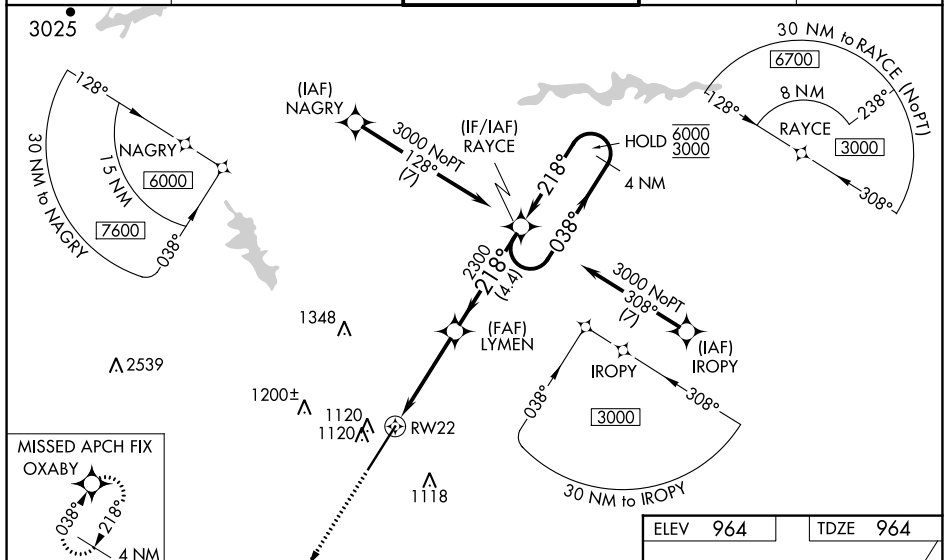 3025
128°
NAGRY
15 NM
6000
7600
30 NM to NAGRY
038°
(IAF)
NAGRY
3000 NoPT
128°
(7)
(IF/IAF)
RAYCE
HOLD
6000
3000
4 NM
218°
038°
2300
218°
(4.4)
30 NM to RAYCE (NoPT)
6700
8 NM
128°
238°
RAYCE
3000
308°
3000 NoPT
308°
(7)
(IAF)
IROPY
(FAF)
LYMEN
1348
2539
1200±
1120
1120
RW22
1118
IROPY
038°
308°
3000
30 NM to IROPY
MISSED APCH FIX
OXABY
038°
218°
4 NM
ELEV 964
TDZE 964